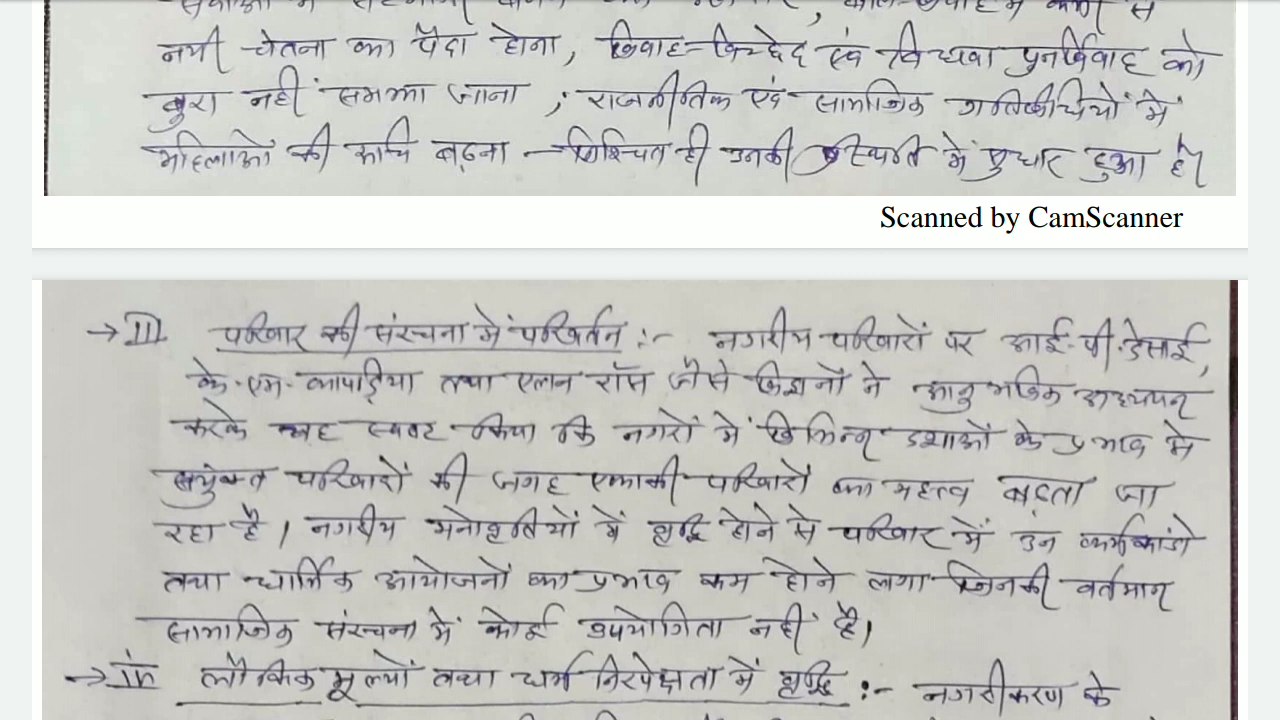 नयी चेतना का पैदा होना, विवाह-विच्छेद एवं विधवा पुनर्विवाह को
बुरा नहीं समझा जाना, राजनीतिक एवं सामाजिक गतिविधियों में
महिलाओं की रूचि बढ़ना – निश्चित ही उनकी प्रस्थिति में सुधार हुआ है।
Scanned by CamScanner
→ III परिवार की संरचना में परिवर्तन :- नगरीय परिवारों पर आई.पी.देसाई,
के.एम.कापाड़िया तथा एलन रॉस जैसे विद्वानों ने आनुभविक अध्ययन
करके यह स्पष्ट किया कि नगरों में विभिन्न दशाओं के प्रभाव से
सयुंक्त परिवारों की जगह एकाकी परिवारों का महत्व बढ़ता जा
रहा है। नगरीय मनोवृतियों में वृद्धि होने से परिवार में उन कर्मकांडो
तथा धार्मिक आयोजनों का प्रभाव कम होने लगा जिनकी वर्तमान
सामाजिक संरचना में कोई उपयोगिता नहीं है।
→ IV लौकिक मूल्यों तथा धर्म निरपेक्षता में वृद्धि :- नगरीकरण के